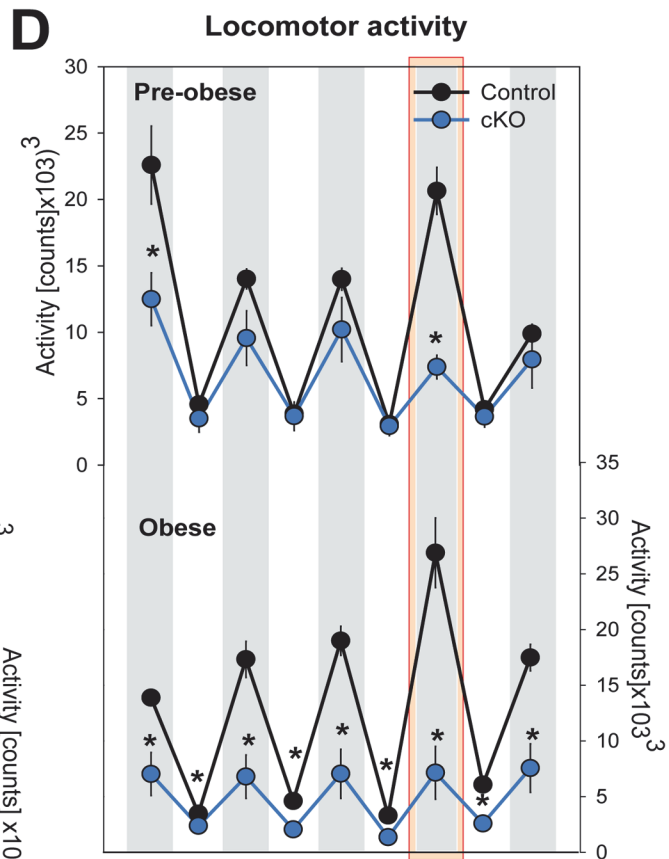 D
Locomotor activity
30
Pre-obese
Control
cKO
25
20
15
10
5
0
Activity [counts]x103)3
*
*
35
30
25
20
15
10
5
0
Obese
Activity [counts]x103 3
* * * * * * * * *
3
Activity [counts] x10